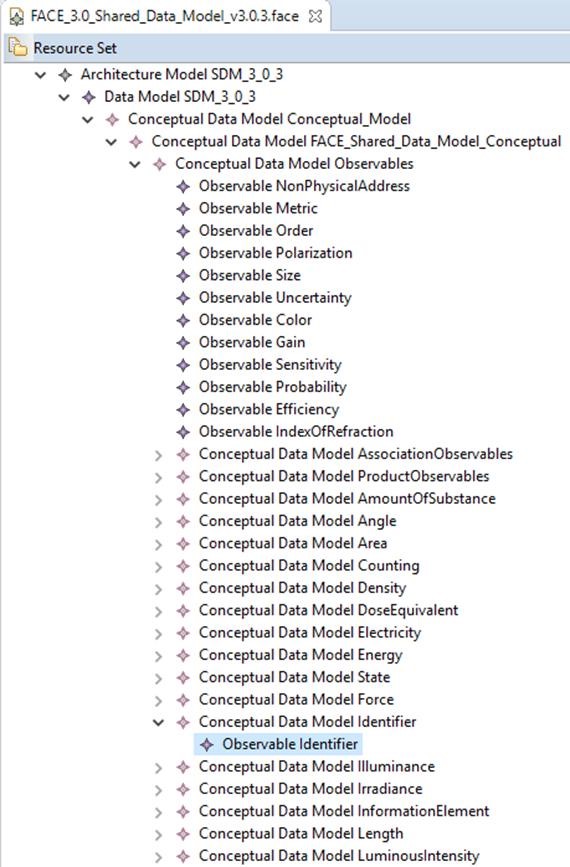 FACE_3.0_Shared_Data_Model_v3.0.3.face
Resource Set
Architecture Model SDM_3_0_3
Data Model SDM_3_0_3
Conceptual Data Model Conceptual_Model
Conceptual Data Model FACE_Shared_Data_Model_Conceptual
Conceptual Data Model Observables
Observable NonPhysicalAddress
Observable Metric
Observable Order
Observable Polarization
Observable Size
Observable Uncertainty
Observable Color
Observable Gain
Observable Sensitivity
Observable Probability
Observable Efficiency
Observable IndexOfRefraction
Conceptual Data Model AssociationObservables
Conceptual Data Model ProductObservables
Conceptual Data Model AmountOfSubstance
Conceptual Data Model Angle
Conceptual Data Model Area
Conceptual Data Model Counting
Conceptual Data Model Density
Conceptual Data Model DoseEquivalent
Conceptual Data Model Electricity
Conceptual Data Model Energy
Conceptual Data Model State
Conceptual Data Model Force
Conceptual Data Model Identifier
Observable Identifier
Conceptual Data Model Illuminance
Conceptual Data Model Irradiance
Conceptual Data Model InformationElement
Conceptual Data Model Length
Conceptual Data Model LuminousIntensity